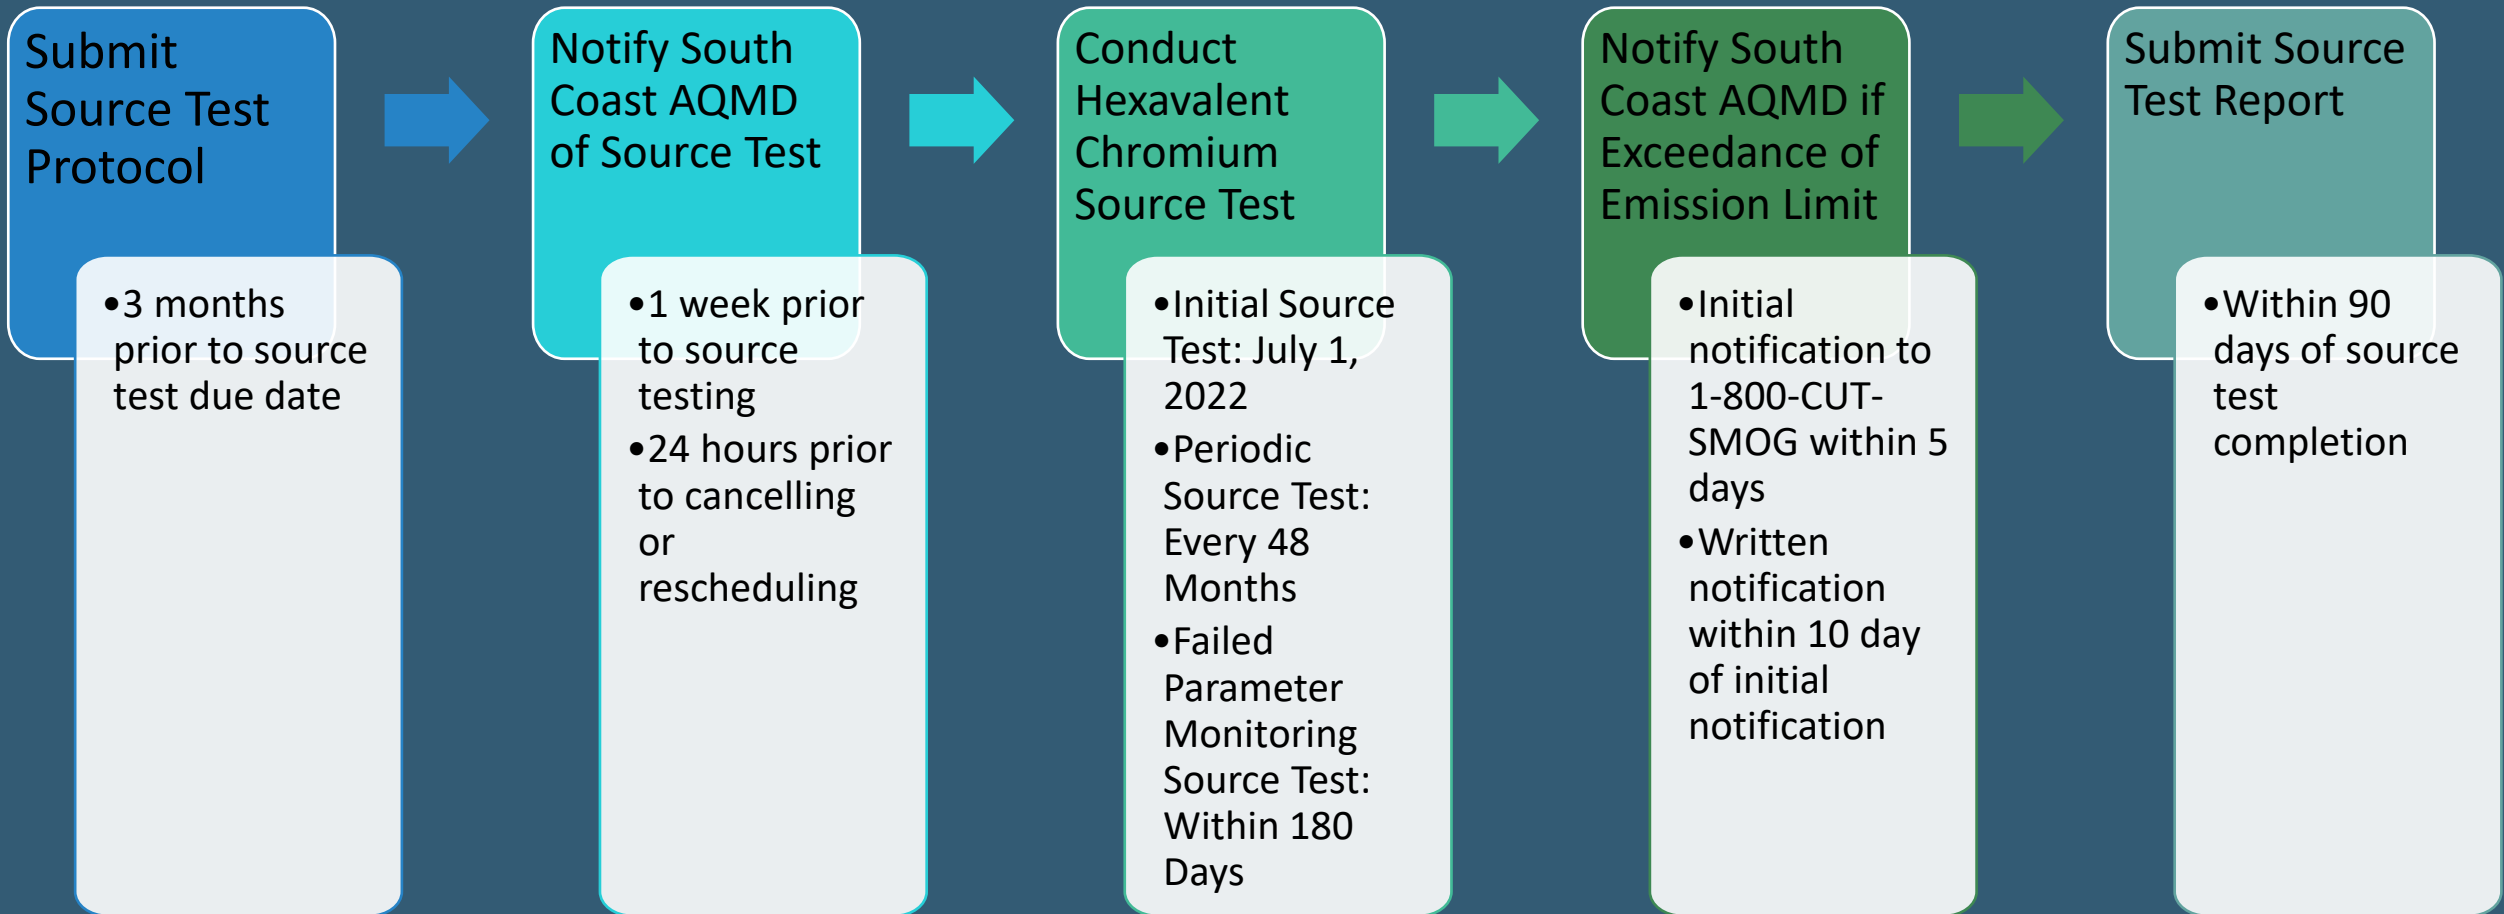 Submit
Source Test
Protocol
•3 months
prior to source
test due date
Notify South
Coast AQMD
of Source Test
•1 week prior
to source
testing
•24 hours prior
to cancelling
or
rescheduling
Conduct
Hexavalent
Chromium
Source Test
•Initial Source
Test: July 1,
2022
•Periodic
Source Test:
Every 48
Months
•Failed
Parameter
Monitoring
Source Test:
Within 180
Days
Notify South
Coast AQMD if
Exceedance of
Emission Limit
•Initial
notification to
1-800-CUT-
SMOG within 5
days
•Written
notification
within 10 day
of initial
notification
Submit Source
Test Report
•Within 90
days of source
test
completion